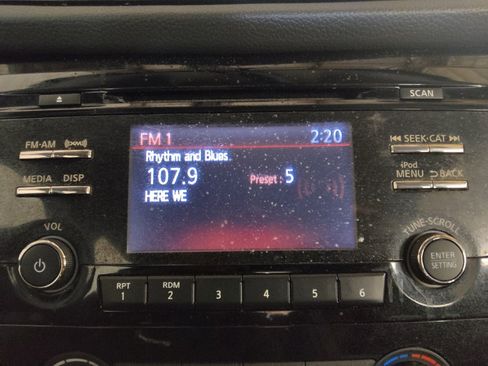 SCAN
FM·AM
SEEK·CAT
MEDIA DISP
iPod
MENU BACK
FM 1 2:20
Rhythm and Blues
107.9 Preset : 5
HERE WE
VOL
TUNE·SCROLL
ENTER
SETTING
RPT
1
RDM
2
3
4
5
6